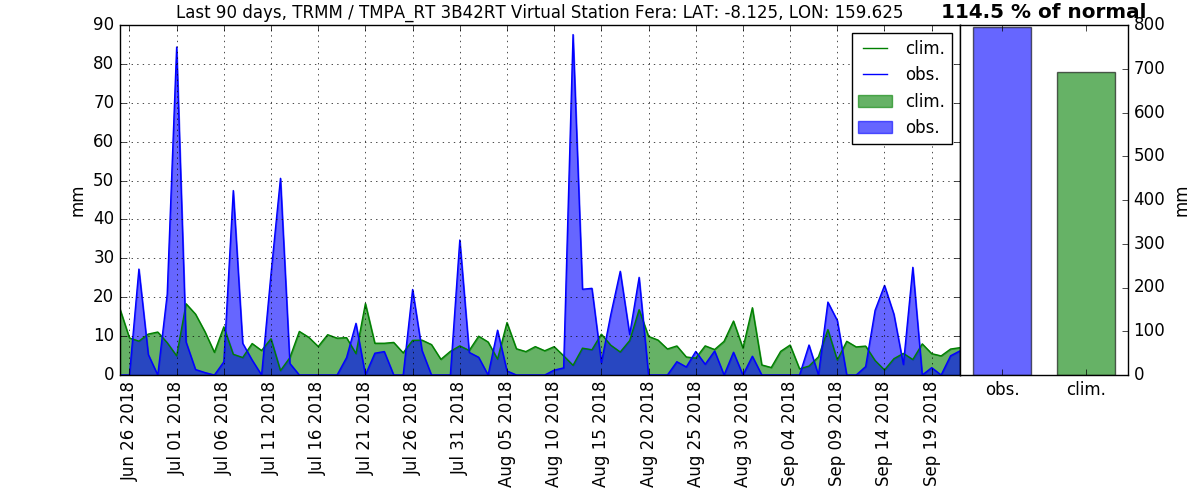 Last 90 days, TRMM / TMPA_RT 3B42RT Virtual Station Fera: LAT: -8.125, LON: 159.625
114.5 % of normal
90
80
70
60
50
40
30
20
10
0
mm
clim.
obs.
clim.
obs.
800
700
600
500
400
300
200
100
0
mm
obs.
clim.
Jun 26 2018
Jul 01 2018
Jul 06 2018
Jul 11 2018
Jul 16 2018
Jul 21 2018
Jul 26 2018
Jul 31 2018
Aug 05 2018
Aug 10 2018
Aug 15 2018
Aug 20 2018
Aug 25 2018
Aug 30 2018
Sep 04 2018
Sep 09 2018
Sep 14 2018
Sep 19 2018